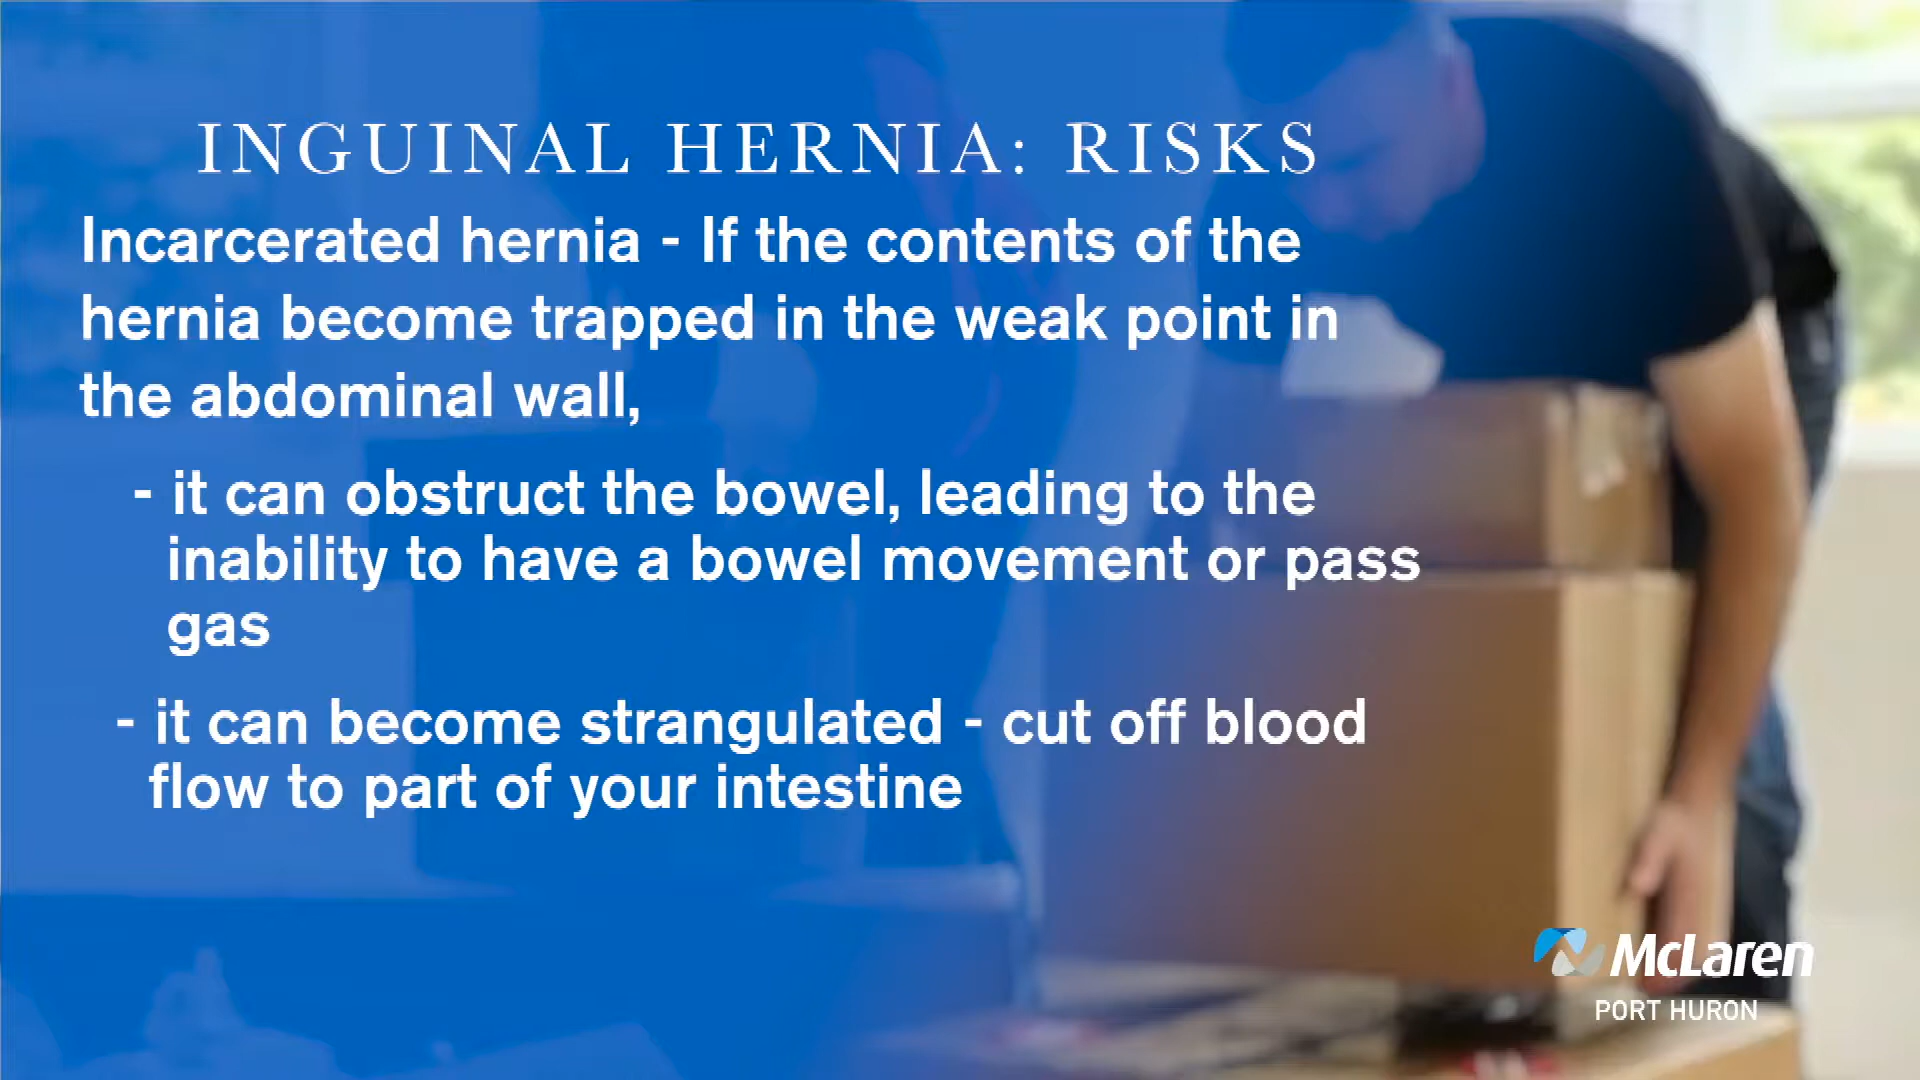 INGUINAL HERNIA: RISKS
Incarcerated hernia - If the contents of the
hernia become trapped in the weak point in
the abdominal wall,
- it can obstruct the bowel, leading to the
inability to have a bowel movement or pass
gas
- it can become strangulated - cut off blood
flow to part of your intestine
McLaren
PORT HURON